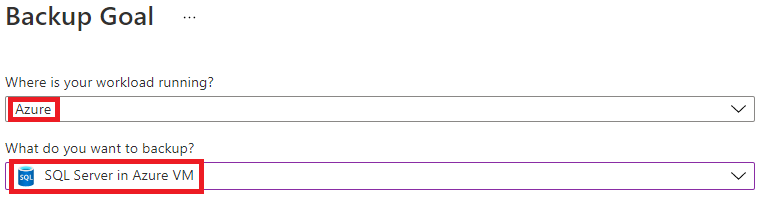 Backup Goal ...
Where is your workload running?
Azure
What do you want to backup?
SQL SQL Server in Azure VM